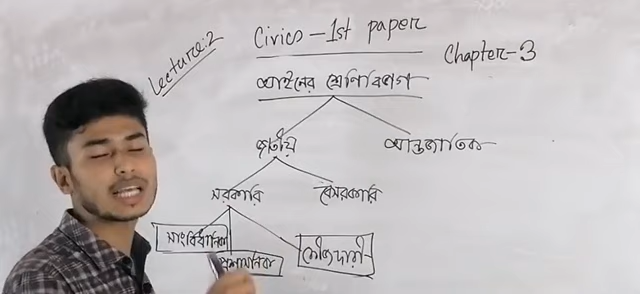 Lecture: 2
Civics - 1st paper
Chapter-3
আইনের শ্রেণিবিভাগ
জাতীয় আন্তর্জাতিক
সরকারি বেসরকারি
সাংবিধানিক
প্রশাসনিক
ফৌজদারী